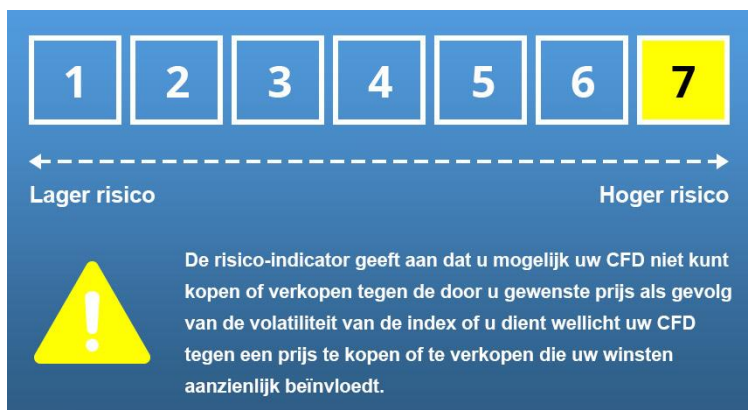 1 2 3 4 5 6 7
Lager risico Hoger risico
De risico-indicator geeft aan dat u mogelijk uw CFD niet kunt
kopen of verkopen tegen de door u gewenste prijs als gevolg
van de volatiliteit van de index of u dient wellicht uw CFD
tegen een prijs te kopen of te verkopen die uw winsten
aanzienlijk beïnvloedt.